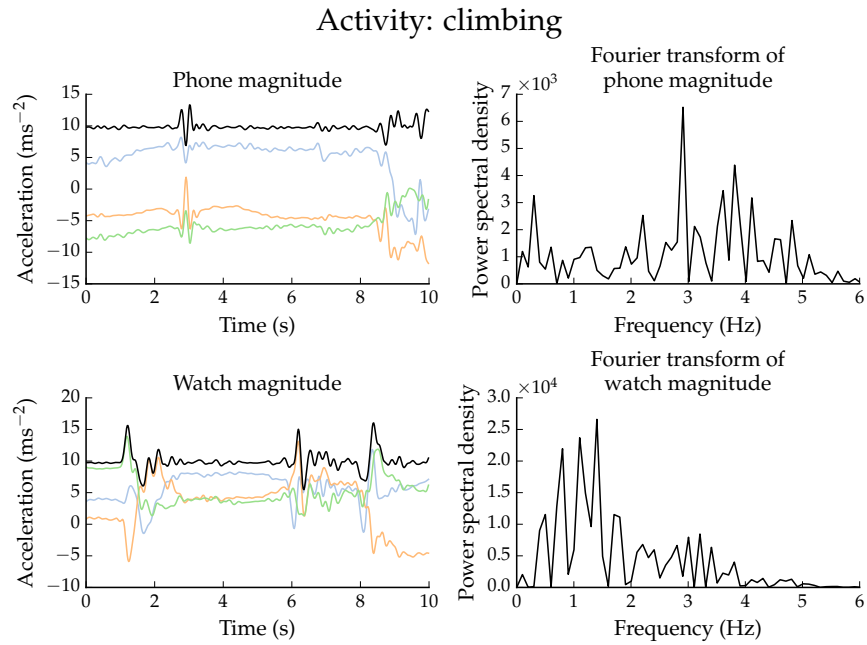 Activity: climbing
Phone magnitude
Acceleration (ms⁻²)
15
10
5
0
−5
−10
−15
0 2 4 6 8 10
Time (s)
Fourier transform of
phone magnitude
×10³
Power spectral density
7
6
5
4
3
2
1
0
0 1 2 3 4 5 6
Frequency (Hz)
Watch magnitude
Acceleration (ms⁻²)
20
15
10
5
0
−5
−10
0 2 4 6 8 10
Time (s)
Fourier transform of
watch magnitude
×10⁴
Power spectral density
3.0
2.5
2.0
1.5
1.0
0.5
0.0
0 1 2 3 4 5 6
Frequency (Hz)